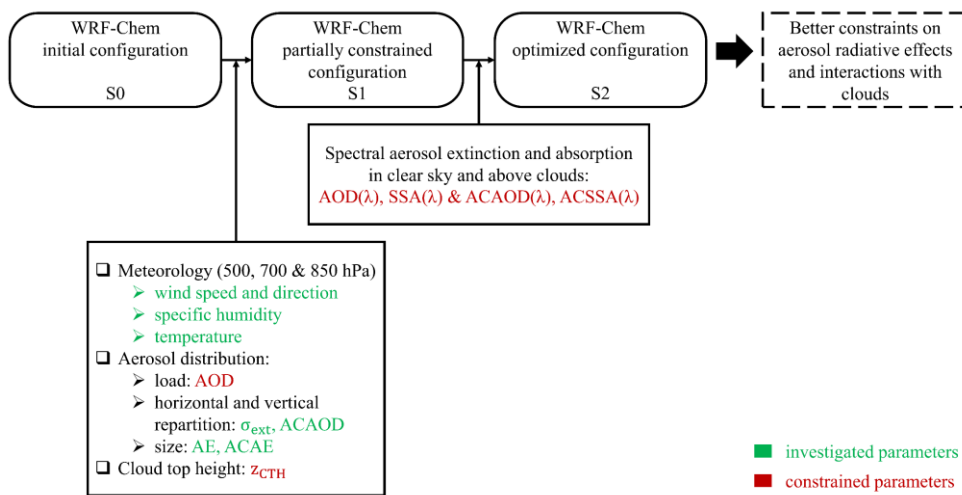 WRF-Chem
initial configuration
S0
WRF-Chem
partially constrained
configuration
S1
WRF-Chem
optimized configuration
S2
Better constraints on
aerosol radiative effects
and interactions with
clouds
Spectral aerosol extinction and absorption
in clear sky and above clouds:
AOD(λ), SSA(λ) & ACAOD(λ), ACSSA(λ)
❑ Meteorology (500, 700 & 850 hPa)
➢ wind speed and direction
➢ specific humidity
➢ temperature
❑ Aerosol distribution:
➢ load: AOD
➢ horizontal and vertical
repartition: σext, ACAOD
➢ size: AE, ACAE
❑ Cloud top height: zCTH
investigated parameters
constrained parameters